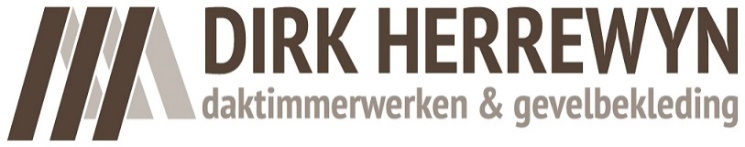 DIRK HERREWYN
daktimmerwerken & gevelbekleding